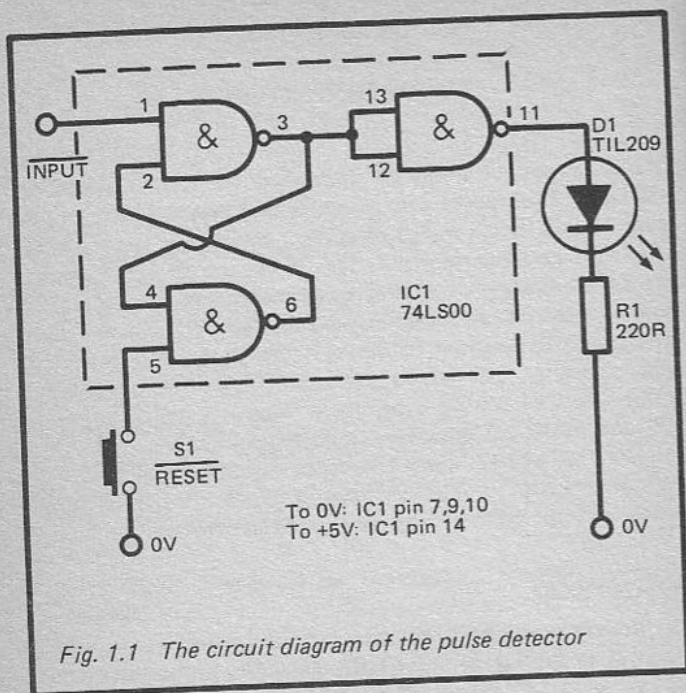 13
11
D1
TIL209
1
3
&
&
INPUT
2
12
4
6
IC1
74LS00
&
R1
220R
5
S1
RESET
To 0V: IC1 pin 7,9,10
To +5V: IC1 pin 14
0V
0V
Fig. 1.1 The circuit diagram of the pulse detector